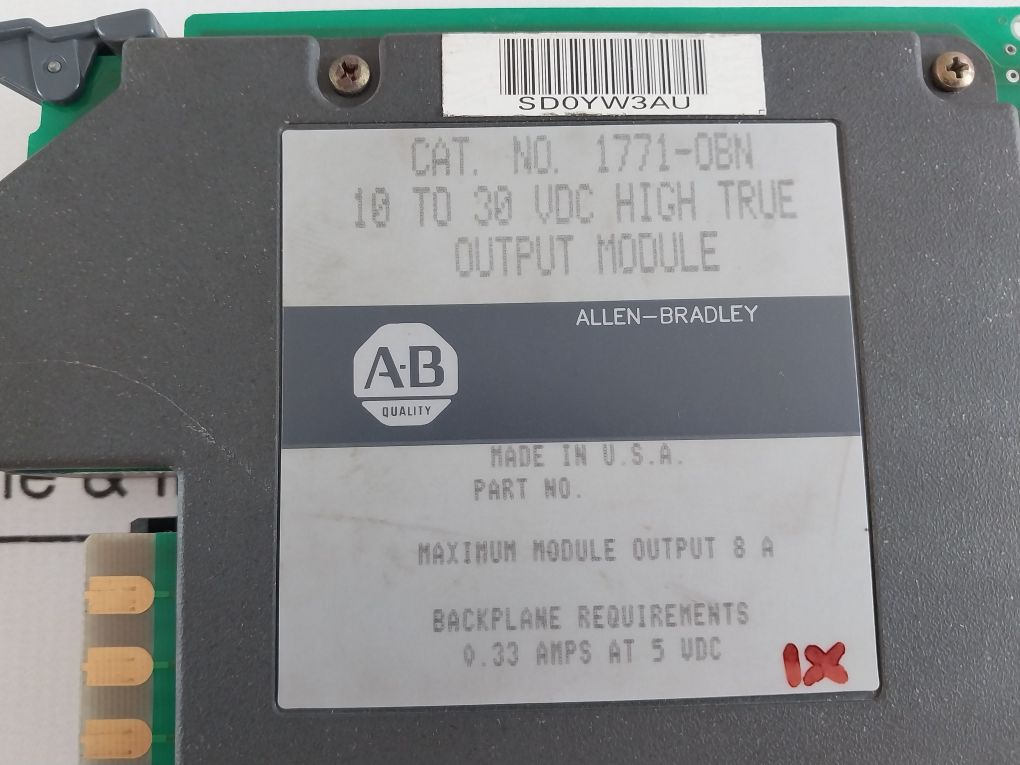 SD0YW3AU
CAT. NO. 1771-OBN
10 TO 30 VDC HIGH TRUE
OUTPUT MODULE
ALLEN-BRADLEY
A-B
QUALITY
MADE IN U.S.A.
PART NO.
MAXIMUM MODULE OUTPUT 8 A
BACKPLANE REQUIREMENTS
0.33 AMPS AT 5 VDC
1X
&